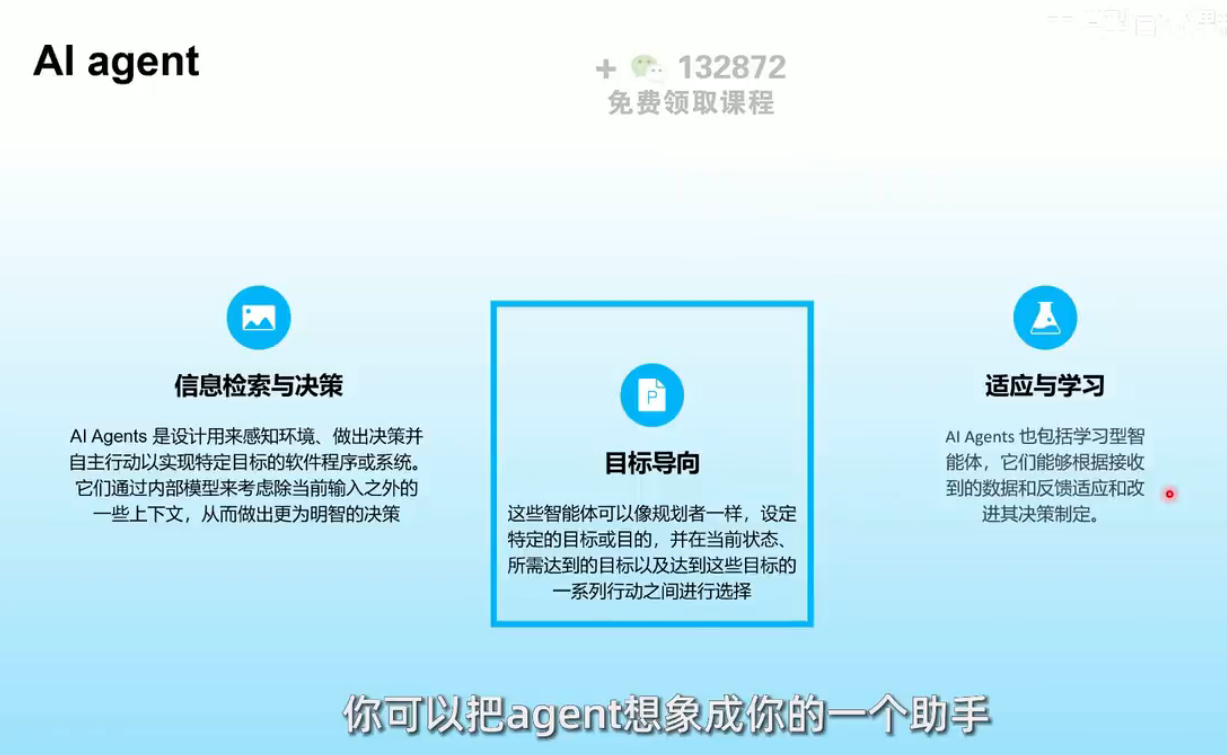 AI agent
+ 132872
免费领取课程
信息检索与决策
AI Agents 是设计用来感知环境、做出决策并
自主行动以实现特定目标的软件程序或系统。
它们通过内部模型来考虑除当前输入之外的
一些上下文，从而做出更为明智的决策
P
目标导向
这些智能体可以像规划者一样，设定
特定的目标或目的，并在当前状态、
所需达到的目标以及达到这些目标的
一系列行动之间进行选择
适应与学习
AI Agents 也包括学习型智
能体，它们能够根据接收
到的数据和反馈适应和改
进其决策制定。
你可以把agent想象成你的一个助手